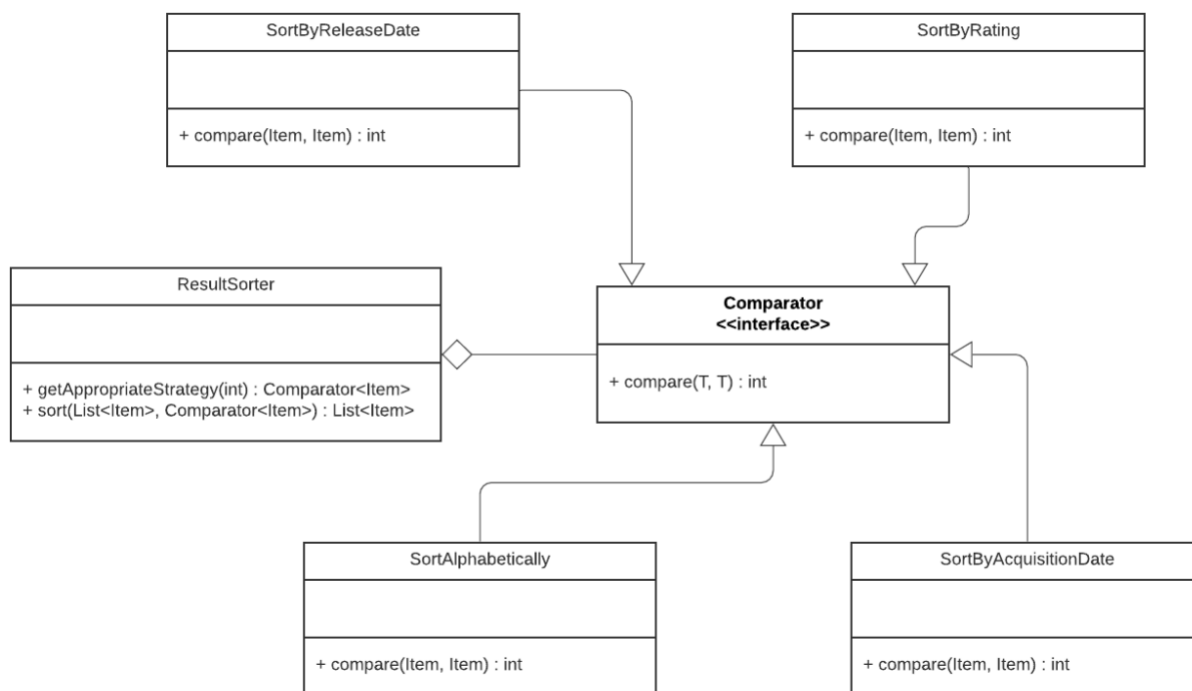 SortByReleaseDate
+ compare(Item, Item) : int
SortByRating
+ compare(Item, Item) : int
ResultSorter
+ getAppropriateStrategy(int) : Comparator<Item>
+ sort(List<Item>, Comparator<Item>) : List<Item>
Comparator
<<interface>>
+ compare(T, T) : int
SortAlphabetically
+ compare(Item, Item) : int
SortByAcquisitionDate
+ compare(Item, Item) : int